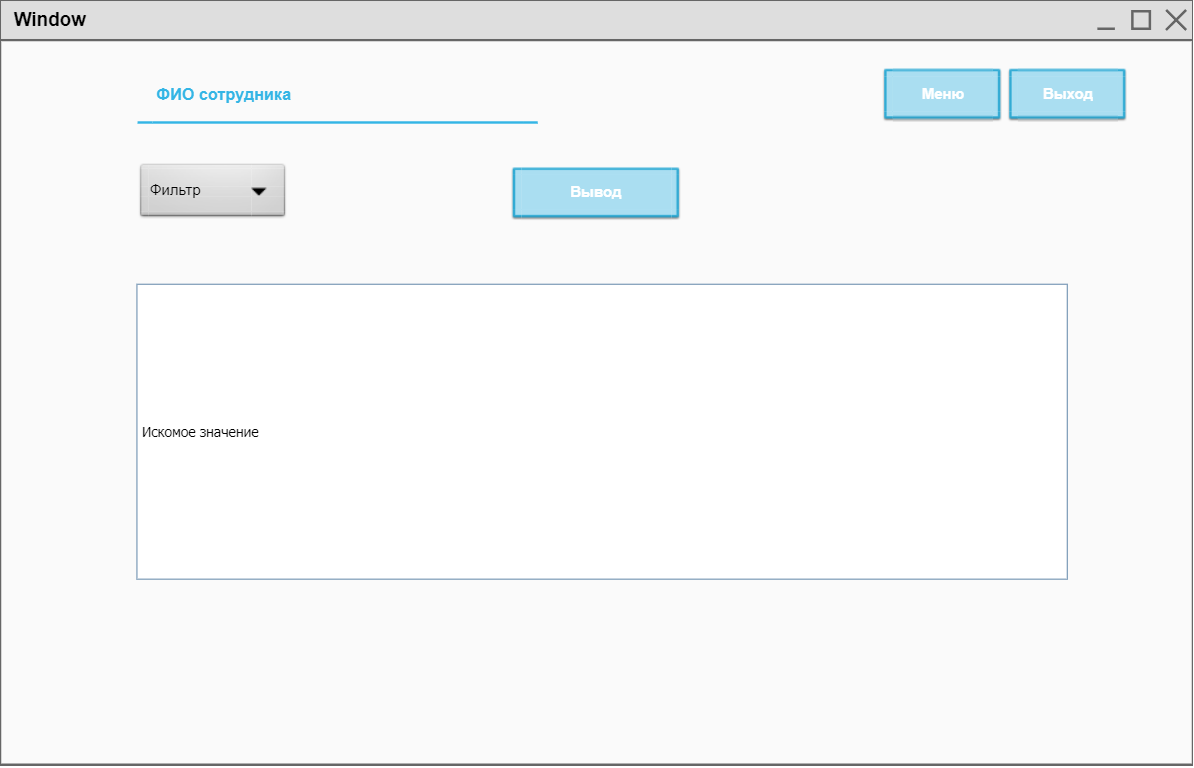 Window
ФИО сотрудника
Меню
Выход
Фильтр
Вывод
Искомое значение